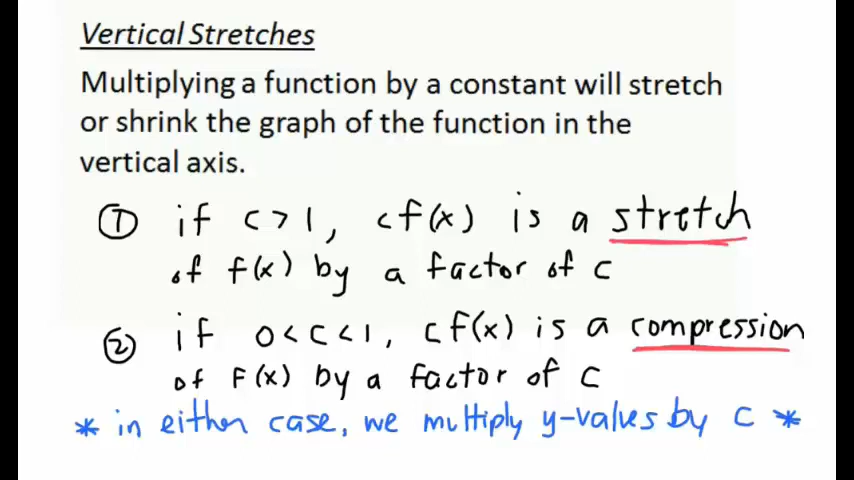 Vertical Stretches
Multiplying a function by a constant will stretch
or shrink the graph of the function in the
vertical axis.
① if c > 1, cf(x) is a stretch
of f(x) by a factor of c
② if 0 < c < 1, cf(x) is a compression
of F(x) by a factor of c
* in either case, we multiply y-values by c *